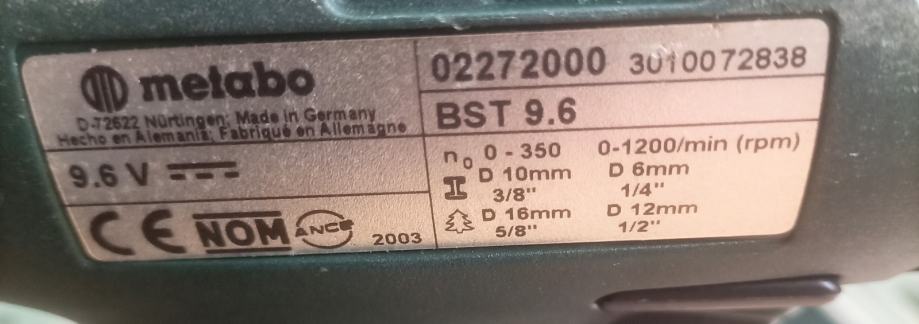 metabo
D-72622 Nürtingen; Made in Germany
Hecho en Alemania; Fabriqué en Allemagne
9.6 V
CE NOM ANCE 2003
02272000 3010072838
BST 9.6
n0 0 - 350 0-1200/min (rpm)
D 10mm D 6mm
3/8" 1/4"
D 16mm D 12mm
5/8" 1/2"